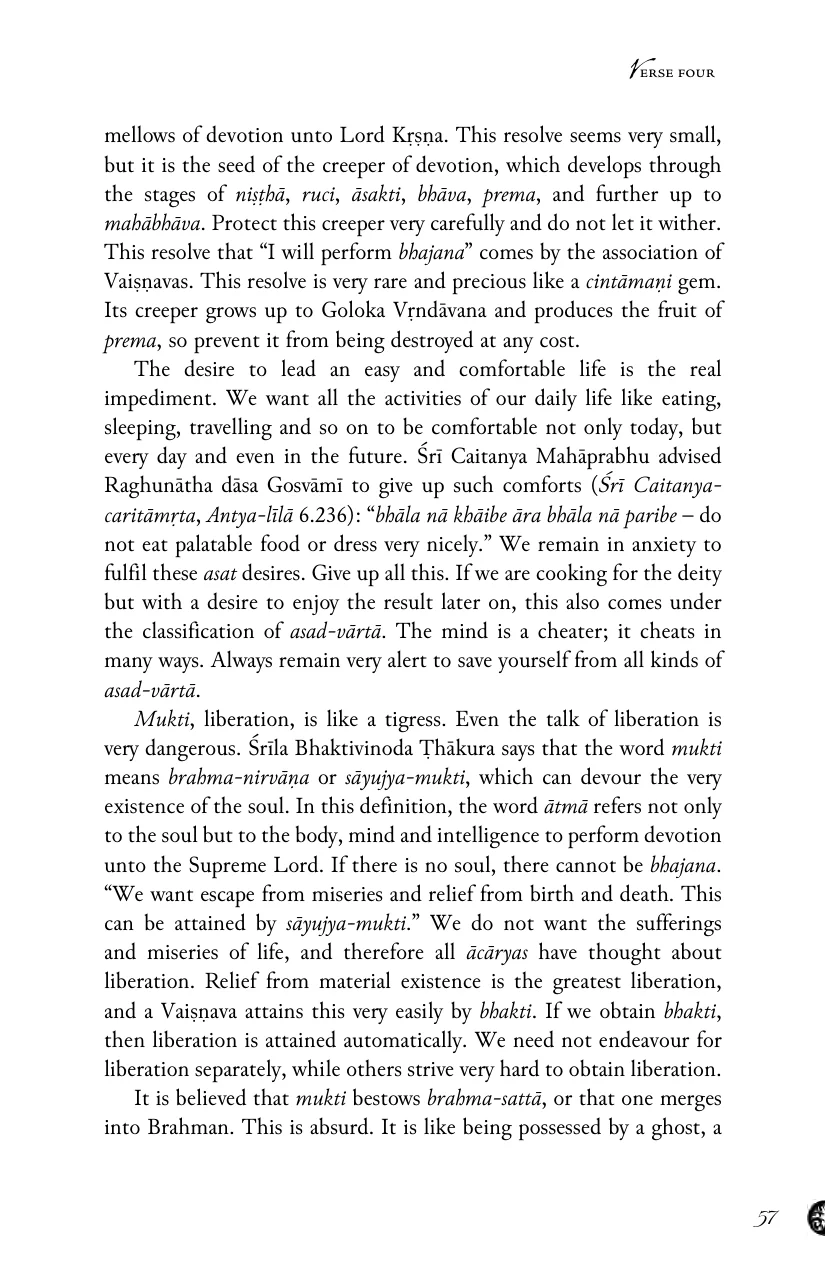 VERSE FOUR
mellows of devotion unto Lord Kṛṣṇa. This resolve seems very small,
but it is the seed of the creeper of devotion, which develops through
the stages of niṣṭhā, ruci, āsakti, bhāva, prema, and further up to
mahābhāva. Protect this creeper very carefully and do not let it wither.
This resolve that “I will perform bhajana” comes by the association of
Vaiṣṇavas. This resolve is very rare and precious like a cintāmaṇi gem.
Its creeper grows up to Goloka Vṛndāvana and produces the fruit of
prema, so prevent it from being destroyed at any cost.
The desire to lead an easy and comfortable life is the real
impediment. We want all the activities of our daily life like eating,
sleeping, travelling and so on to be comfortable not only today, but
every day and even in the future. Śrī Caitanya Mahāprabhu advised
Raghunātha dāsa Gosvāmī to give up such comforts (Śrī Caitanya-
caritāmṛta, Antya-līlā 6.236): “bhāla nā khāibe āra bhāla nā paribe – do
not eat palatable food or dress very nicely.” We remain in anxiety to
fulfil these asat desires. Give up all this. If we are cooking for the deity
but with a desire to enjoy the result later on, this also comes under
the classification of asad-vārtā. The mind is a cheater; it cheats in
many ways. Always remain very alert to save yourself from all kinds of
asad-vārtā.
Mukti, liberation, is like a tigress. Even the talk of liberation is
very dangerous. Śrīla Bhaktivinoda Ṭhākura says that the word mukti
means brahma-nirvāṇa or sāyujya-mukti, which can devour the very
existence of the soul. In this definition, the word ātmā refers not only
to the soul but to the body, mind and intelligence to perform devotion
unto the Supreme Lord. If there is no soul, there cannot be bhajana.
“We want escape from miseries and relief from birth and death. This
can be attained by sāyujya-mukti.” We do not want the sufferings
and miseries of life, and therefore all ācāryas have thought about
liberation. Relief from material existence is the greatest liberation,
and a Vaiṣṇava attains this very easily by bhakti. If we obtain bhakti,
then liberation is attained automatically. We need not endeavour for
liberation separately, while others strive very hard to obtain liberation.
It is believed that mukti bestows brahma-sattā, or that one merges
into Brahman. This is absurd. It is like being possessed by a ghost, a
57